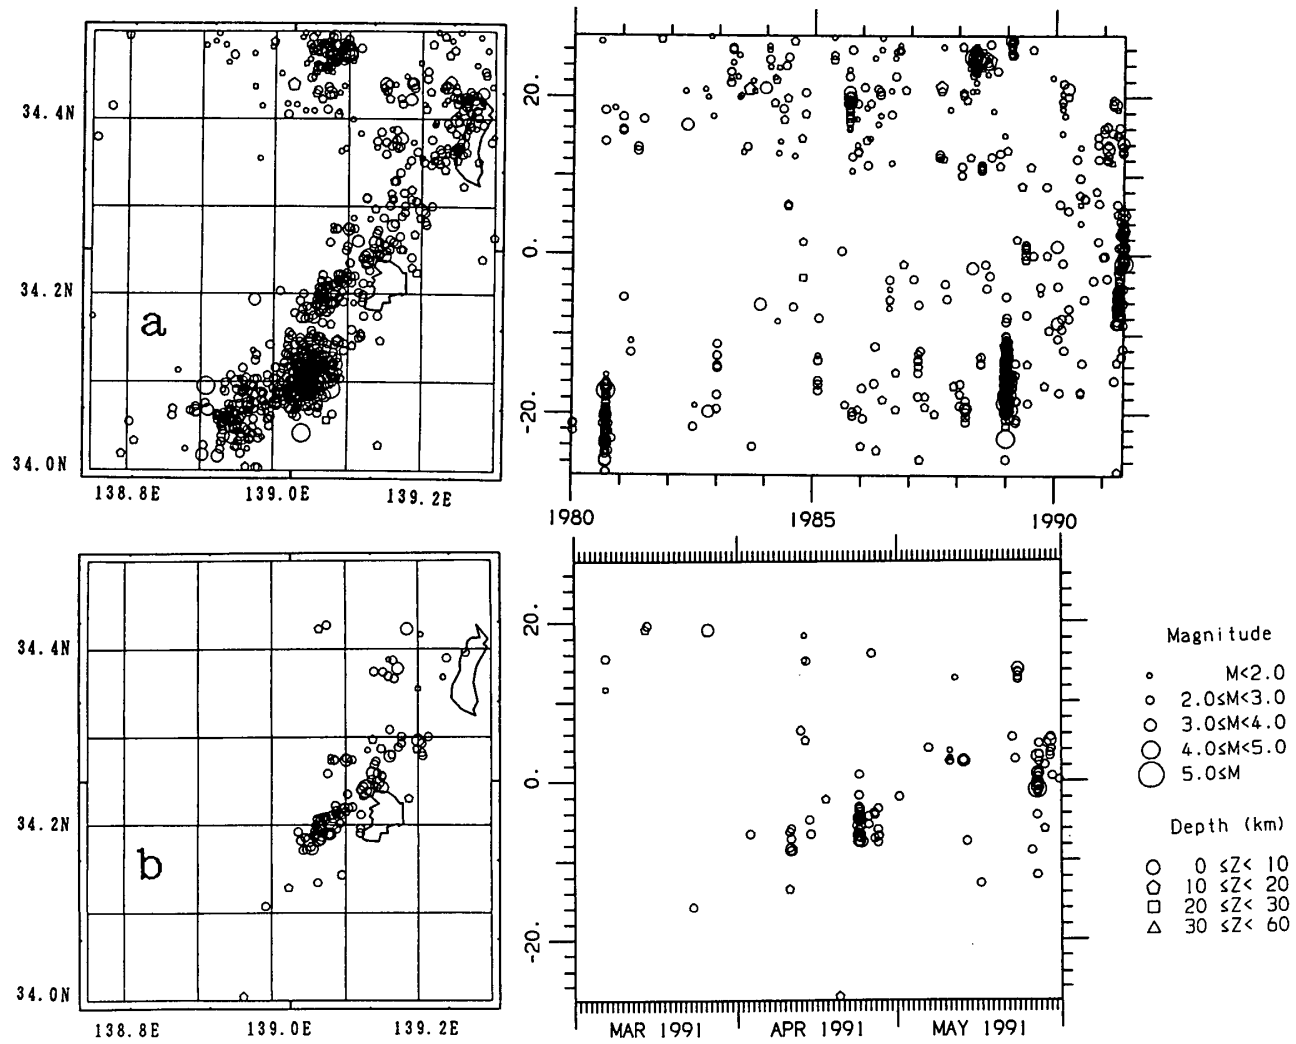 34.4N
34.2N
34.0N
a
138.8E 139.0E 139.2E
20.
0.
-20.
1980 1985 1990
34.4N
34.2N
34.0N
b
138.8E 139.0E 139.2E
20.
0.
-20.
MAR 1991 APR 1991 MAY 1991
Magnitude
M<2.0
2.0≤M<3.0
3.0≤M<4.0
4.0≤M<5.0
5.0≤M
Depth (km)
0 ≤Z< 10
10 ≤Z< 20
20 ≤Z< 30
30 ≤Z< 60